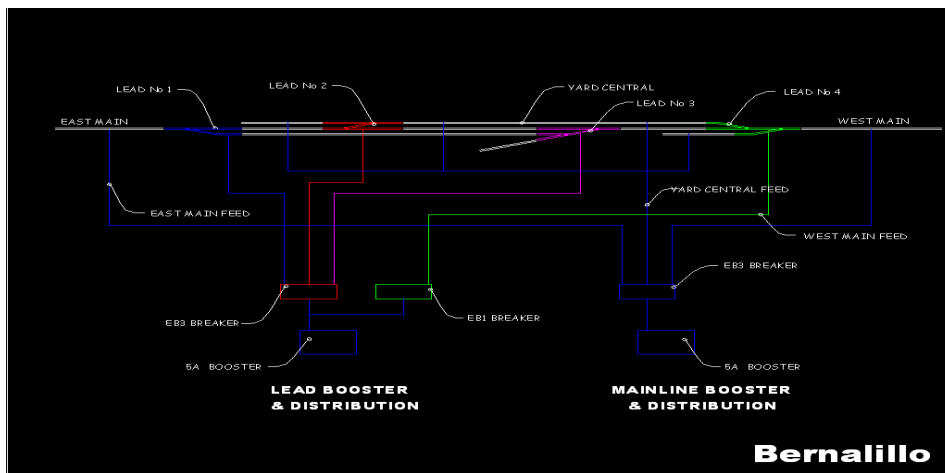 LEAD No 2
YARD CENTRAL
LEAD No 1
LEAD No 3
LEAD No 4
EAST MAIN
WEST MAIN
YARD CENTRAL FEED
EAST MAIN FEED
WEST MAIN FEED
EB3 BREAKER
EB3 BREAKER
EB1 BREAKER
5A BOOSTER
5A BOOSTER
LEAD BOOSTER
& DISTRIBUTION
MAINLINE BOOSTER
& DISTRIBUTION
Bernalillo